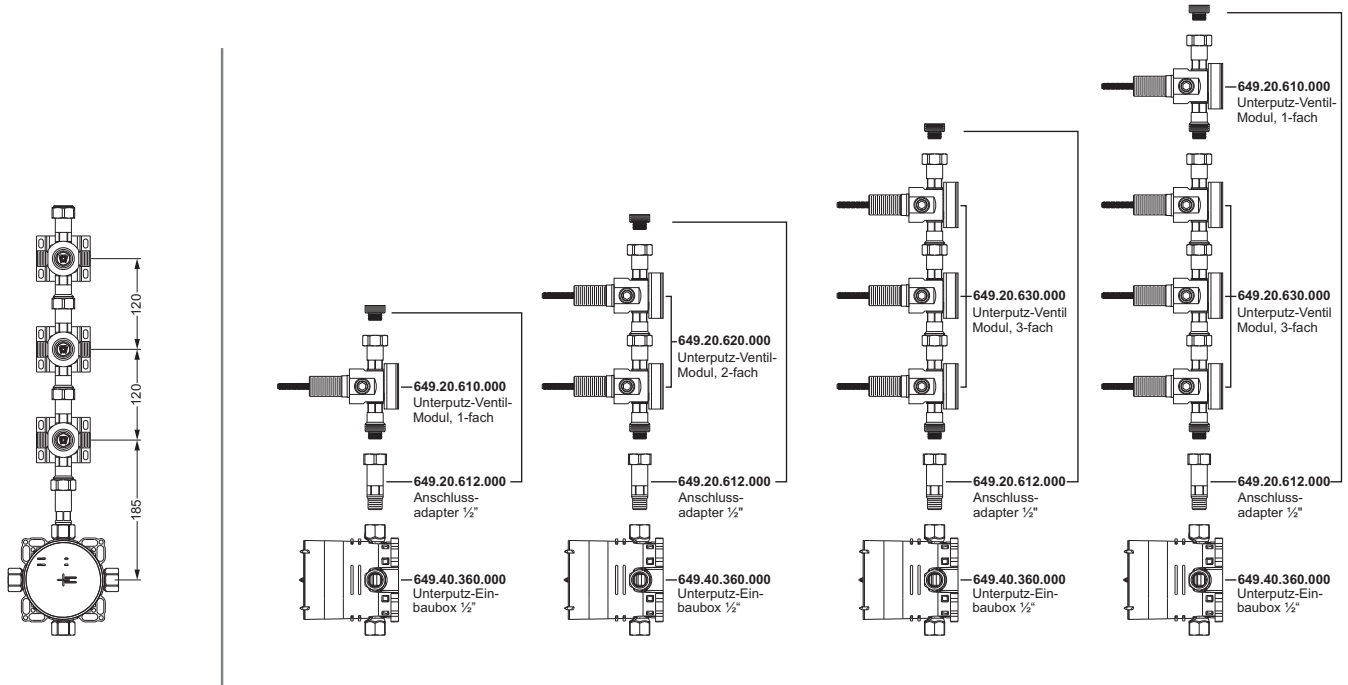 120
120
185
649.20.610.000
Unterputz-Ventil-
Modul, 1-fach
649.20.612.000
Anschluss-
adapter ½”
649.40.360.000
Unterputz-Ein-
baubox ½”
649.20.620.000
Unterputz-Ventil-
Modul, 2-fach
649.20.612.000
Anschluss-
adapter ½"
649.40.360.000
Unterputz-Ein-
baubox ½“
649.20.630.000
Unterputz-Ventil
Modul, 3-fach
649.20.612.000
Anschluss-
adapter ½"
649.40.360.000
Unterputz-Ein-
baubox ½“
649.20.610.000
Unterputz-Ventil-
Modul, 1-fach
649.20.630.000
Unterputz-Ventil
Modul, 3-fach
649.20.612.000
Anschluss-
adapter ½"
649.40.360.000
Unterputz-Ein-
baubox ½“